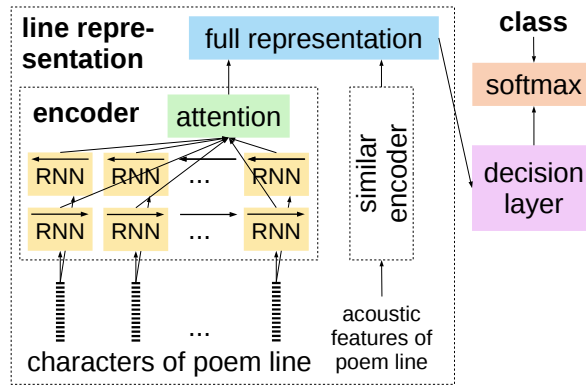 line repre-
sentation
full representation
class
softmax
encoder
attention
RNN RNN ... RNN
RNN RNN ... RNN
similar
encoder
decision
layer
...
characters of poem line
acoustic
features of
poem line